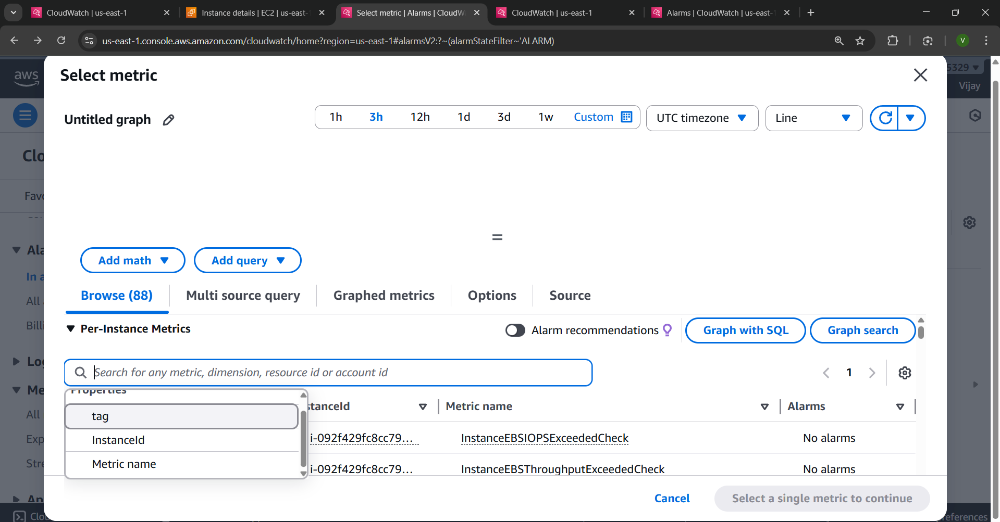 CloudWatch | us-east-1
Instance details | EC2 | us-east-
Select metric | Alarms | CloudW
CloudWatch | us-east-1
Alarms | CloudWatch | us-east-1
us-east-1.console.aws.amazon.com/cloudwatch/home?region=us-east-1#alarmsV2:?~(alarmStateFilter~'ALARM)
V
aws
5329
Vijay
Select metric
Untitled graph
1h 3h 12h 1d 3d 1w Custom
UTC timezone
Line
Clo
Fav
Add math
Add query
Ala
In a
All
Billi
Browse (88)
Multi source query
Graphed metrics
Options
Source
Per-Instance Metrics
Alarm recommendations
Graph with SQL
Graph search
Log
Search for any metric, dimension, resource id or account id
1
Me
Properties
stanceId
Metric name
Alarms
tag
All
InstanceId
i-092f429fc8cc79...
InstanceEBSIOPSExceededCheck
No alarms
Exp
Metric name
Stre
i-092f429fc8cc79...
InstanceEBSThroughputExceededCheck
No alarms
Cancel
Select a single metric to continue
Ap
Clo
references